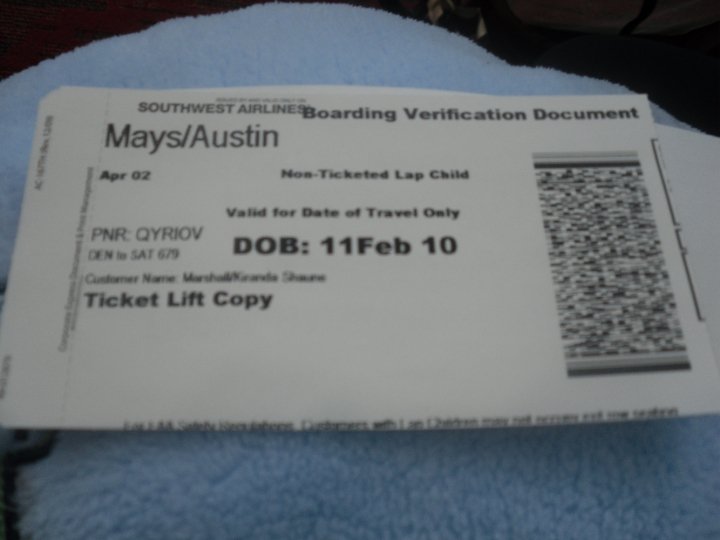 SOUTHWEST AIRLINES
Boarding Verification Document
Mays/Austin
Apr 02
Non-Ticketed Lap Child
Valid for Date of Travel Only
PNR: QYRIOV
DOB: 11Feb 10
DEN to SAT 679
Customer Name: Marshall/Kiranda Shaune
Ticket Lift Copy